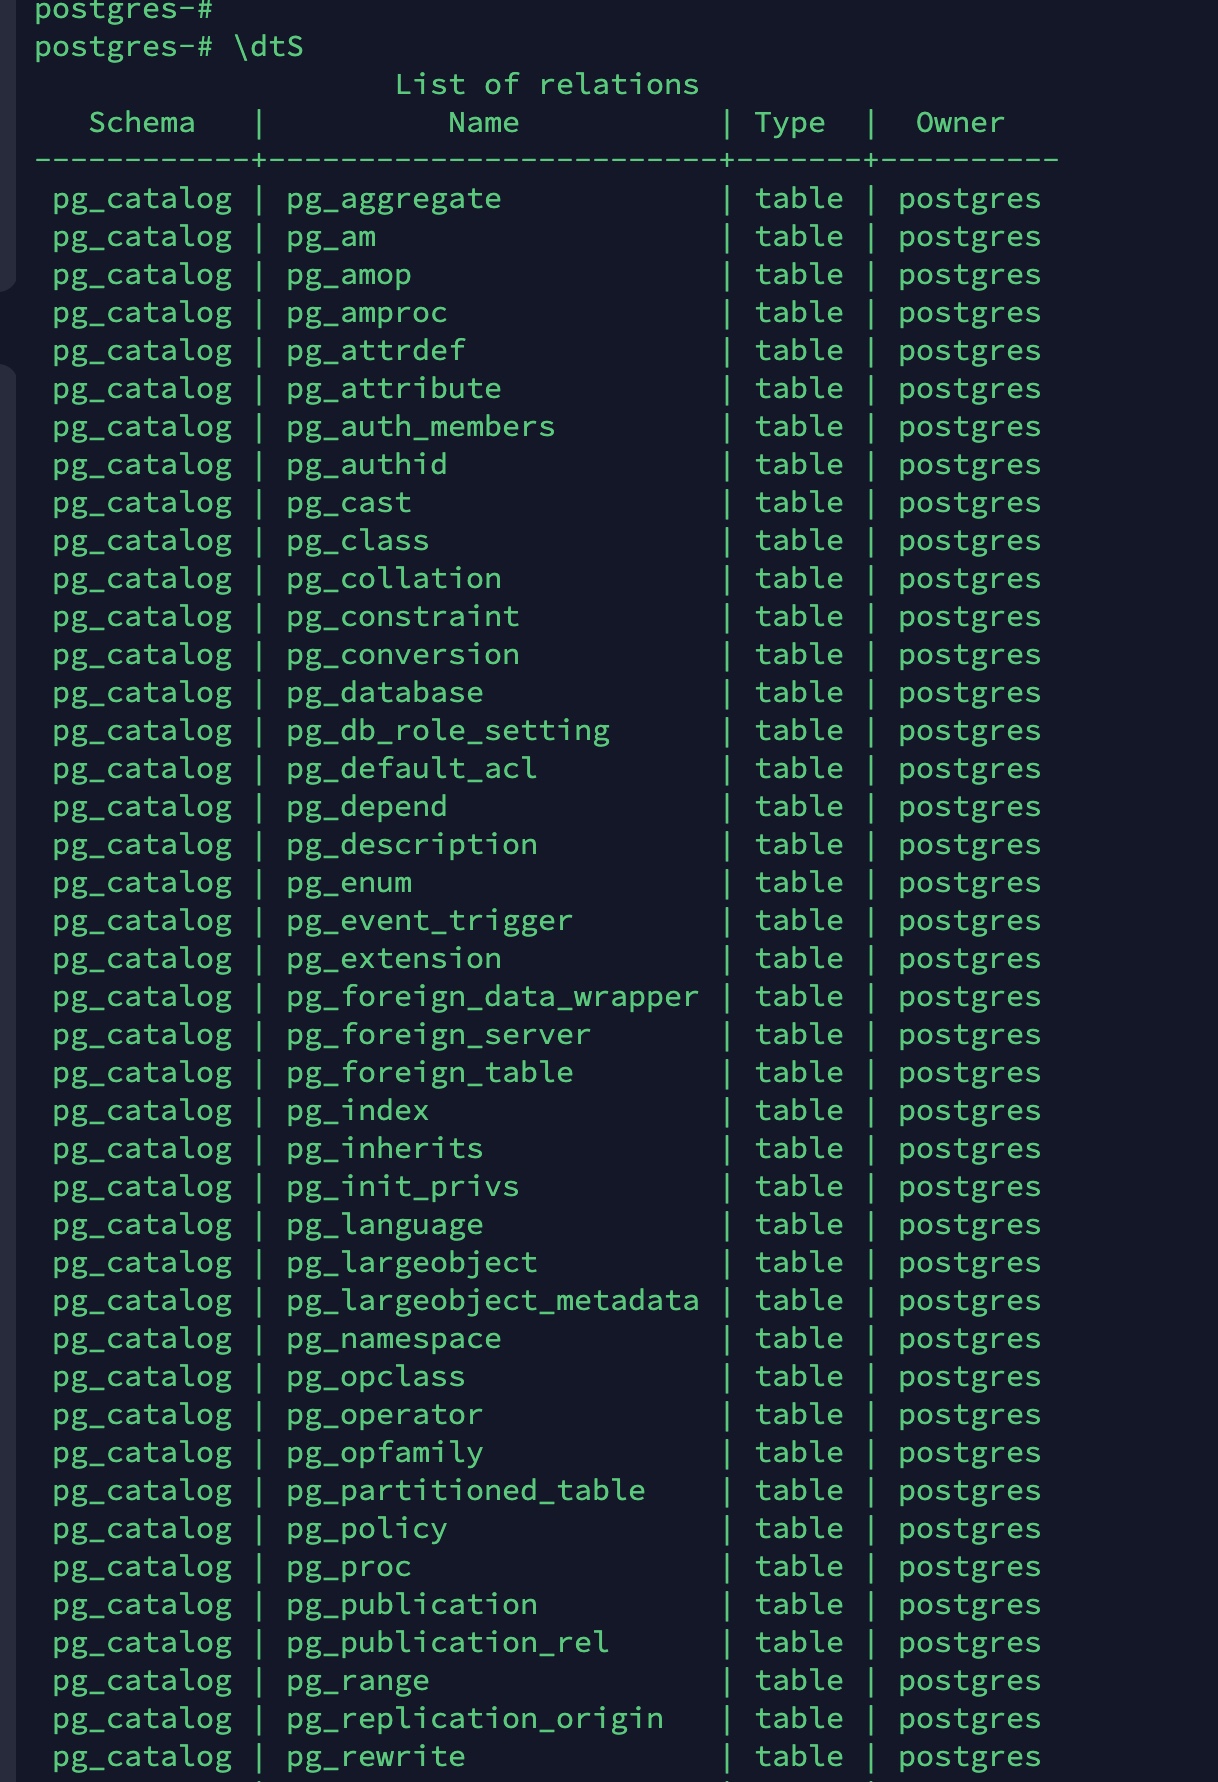 postgres-#
postgres-# \dtS
List of relations
Schema | Name | Type | Owner
------------+-------------------------+-------+----------
pg_catalog | pg_aggregate | table | postgres
pg_catalog | pg_am | table | postgres
pg_catalog | pg_amop | table | postgres
pg_catalog | pg_amproc | table | postgres
pg_catalog | pg_attrdef | table | postgres
pg_catalog | pg_attribute | table | postgres
pg_catalog | pg_auth_members | table | postgres
pg_catalog | pg_authid | table | postgres
pg_catalog | pg_cast | table | postgres
pg_catalog | pg_class | table | postgres
pg_catalog | pg_collation | table | postgres
pg_catalog | pg_constraint | table | postgres
pg_catalog | pg_conversion | table | postgres
pg_catalog | pg_database | table | postgres
pg_catalog | pg_db_role_setting | table | postgres
pg_catalog | pg_default_acl | table | postgres
pg_catalog | pg_depend | table | postgres
pg_catalog | pg_description | table | postgres
pg_catalog | pg_enum | table | postgres
pg_catalog | pg_event_trigger | table | postgres
pg_catalog | pg_extension | table | postgres
pg_catalog | pg_foreign_data_wrapper | table | postgres
pg_catalog | pg_foreign_server | table | postgres
pg_catalog | pg_foreign_table | table | postgres
pg_catalog | pg_index | table | postgres
pg_catalog | pg_inherits | table | postgres
pg_catalog | pg_init_privs | table | postgres
pg_catalog | pg_language | table | postgres
pg_catalog | pg_largeobject | table | postgres
pg_catalog | pg_largeobject_metadata | table | postgres
pg_catalog | pg_namespace | table | postgres
pg_catalog | pg_opclass | table | postgres
pg_catalog | pg_operator | table | postgres
pg_catalog | pg_opfamily | table | postgres
pg_catalog | pg_partitioned_table | table | postgres
pg_catalog | pg_policy | table | postgres
pg_catalog | pg_proc | table | postgres
pg_catalog | pg_publication | table | postgres
pg_catalog | pg_publication_rel | table | postgres
pg_catalog | pg_range | table | postgres
pg_catalog | pg_replication_origin | table | postgres
pg_catalog | pg_rewrite | table | postgres